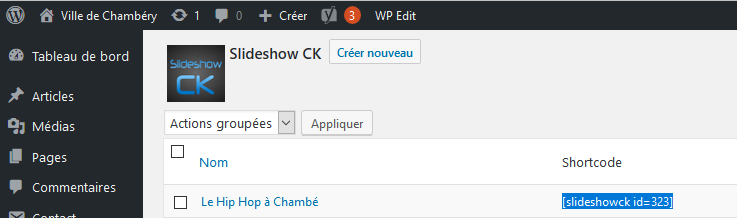 Ville de Chambéry 1 0 + Créer 3 WP Edit
Tableau de bord
Articles
Médias
Pages
Commentaires
Contact
Slideshow
CK
Slideshow CK Créer nouveau
Actions groupées Appliquer
Nom Shortcode
Le Hip Hop à Chambé [slideshowck id=323]